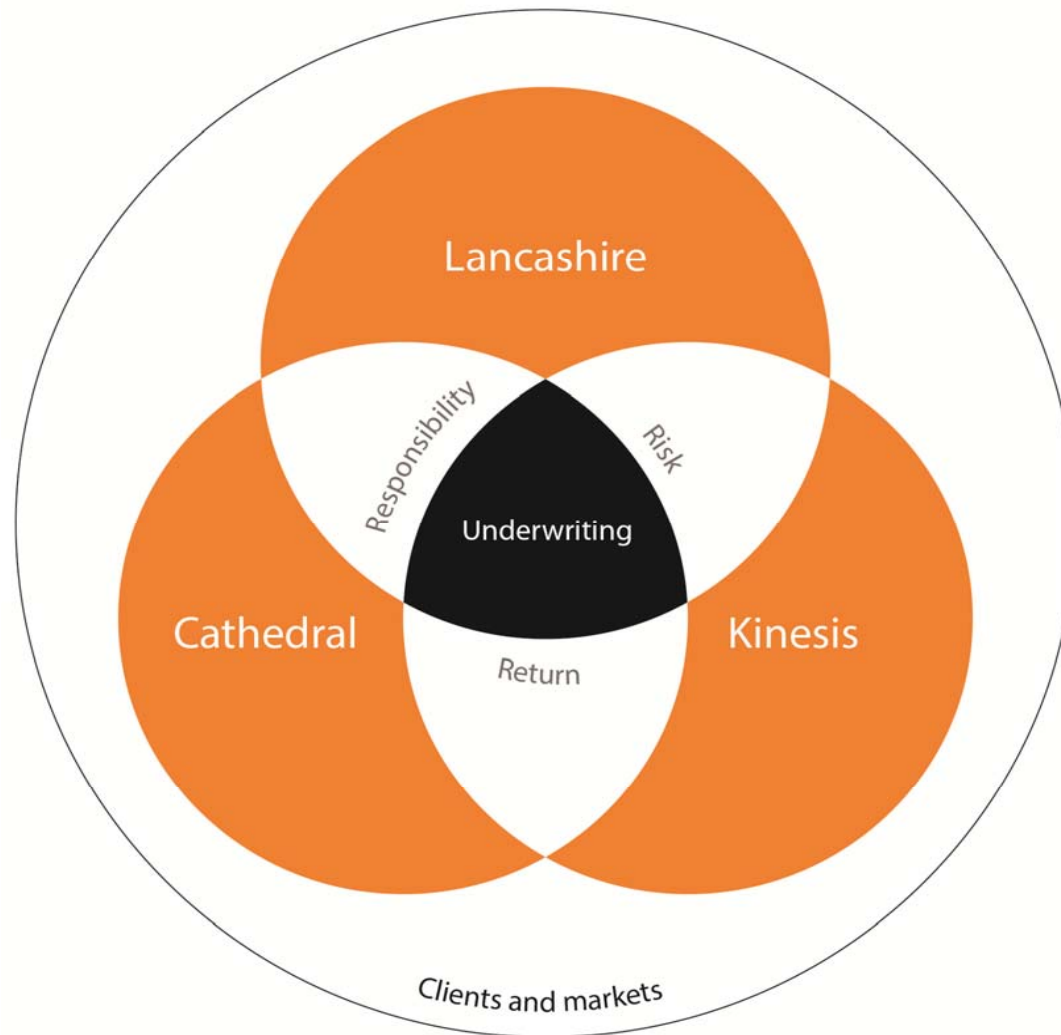 Lancashire
Responsibility
Risk
Underwriting
Cathedral
Kinesis
Return
Clients and markets